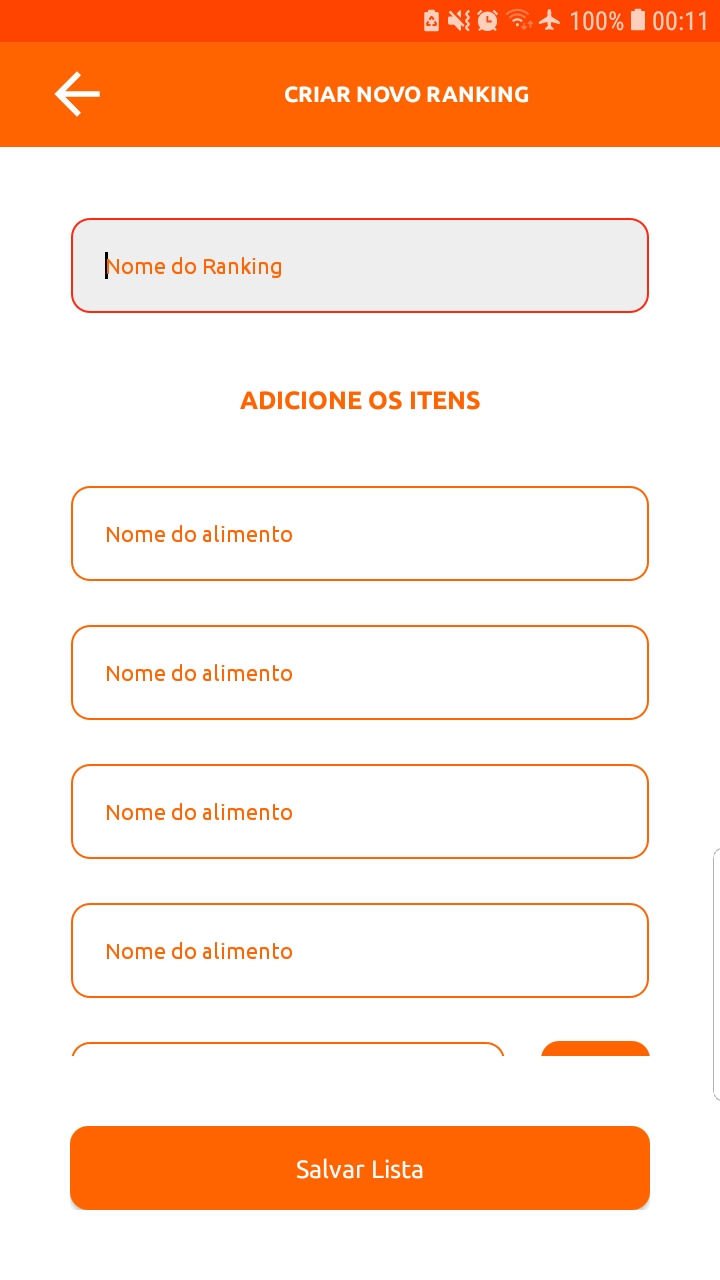 100% 00:11
CRIAR NOVO RANKING
Nome do Ranking
ADICIONE OS ITENS
Nome do alimento
Nome do alimento
Nome do alimento
Nome do alimento
Salvar Lista